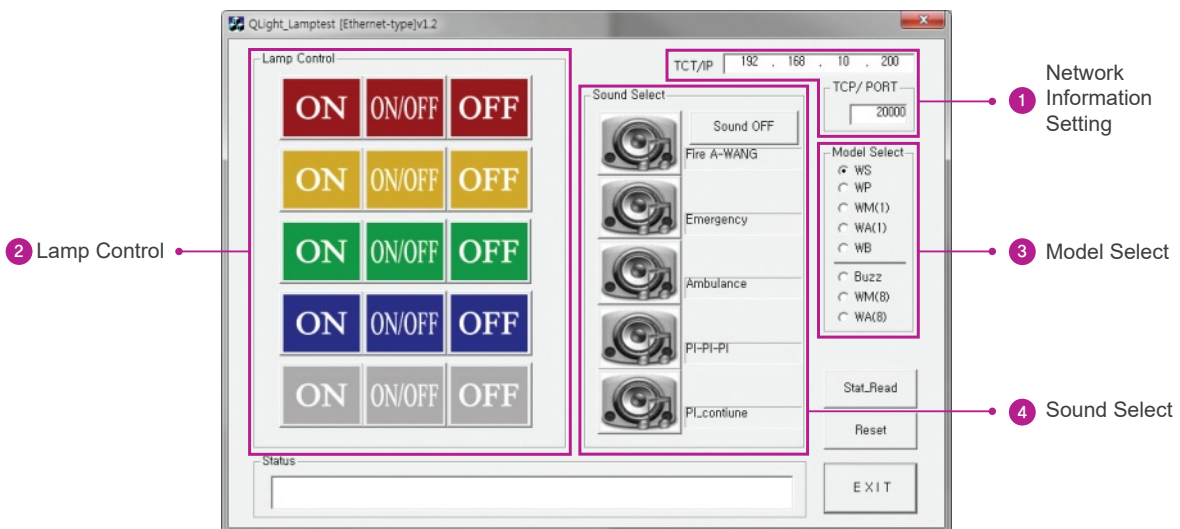 QLight_Lamptest [Ethernet-type]v1.2
Lamp Control
ON ON/OFF OFF
ON ON/OFF OFF
ON ON/OFF OFF
ON ON/OFF OFF
ON ON/OFF OFF
Sound Select
Sound OFF
Fire A-WANG
Emergency
Ambulance
PI-PI-PI
PI_contiune
TCT/IP 192 . 168 . 10 . 200
TCP/ PORT
20000
Model Select
WS
WP
WM(1)
WA(1)
WB
Buzz
WM(8)
WA(8)
Stat_Read
Reset
EXIT
Status
1 Network
Information
Setting
2 Lamp Control
3 Model Select
4 Sound Select